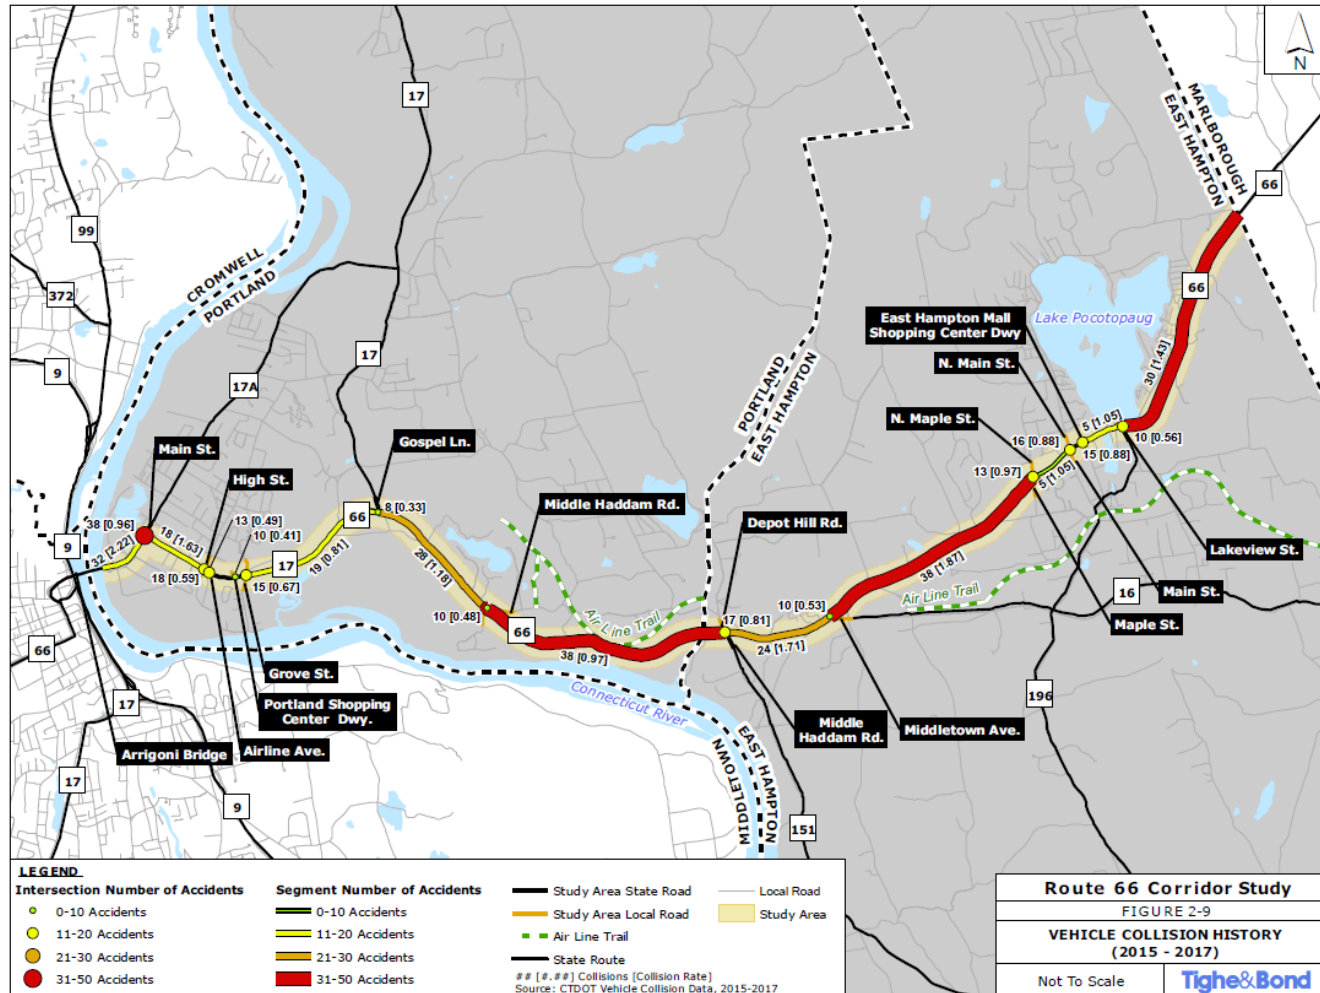 N
MARLBOROUGH
EAST HAMPTON
17
66
99
CROMWELL
PORTLAND
372
9
17
17A
66
Lake Pocotopaug
East Hampton Mall
Shopping Center Dwy
N. Main St.
PORTLAND
EAST HAMPTON
30 [1.43]
N. Maple St.
5 [1.05]
Gospel Ln.
Main St.
16 [0.88]
10 [0.56]
15 [0.88]
High St.
13 [0.97]
5 [1.05]
8 [0.33]
Middle Haddam Rd.
66
13 [0.49]
38 [0.96]
18 [1.63]
10 [0.41]
Depot Hill Rd.
9
32 [2.22]
17
19 [0.81]
28 [1.18]
Lakeview St.
18 [0.59]
15 [0.67]
38 [1.87]
Air Line Trail
16
Main St.
10 [0.48]
66
Air Line Trail
17 [0.81]
10 [0.53]
Maple St.
66
38 [0.97]
24 [1.71]
Grove St.
Connecticut River
196
Portland Shopping
Center Dwy.
17
Middle
Haddam Rd.
Middletown Ave.
Arrigoni Bridge
Airline Ave.
MIDDLETOWN
EAST HAMPTON
17
9
151
LEGEND
Intersection Number of Accidents
0-10 Accidents
11-20 Accidents
21-30 Accidents
31-50 Accidents
Segment Number of Accidents
0-10 Accidents
11-20 Accidents
21-30 Accidents
31-50 Accidents
Study Area State Road
Study Area Local Road
Air Line Trail
State Route
Local Road
Study Area
## [#.##] Collisions [Collision Rate]
Source: CTDOT Vehicle Collision Data, 2015-2017
Route 66 Corridor Study
FIGURE 2-9
VEHICLE COLLISION HISTORY
(2015 - 2017)
Not To Scale
Tighe&Bond